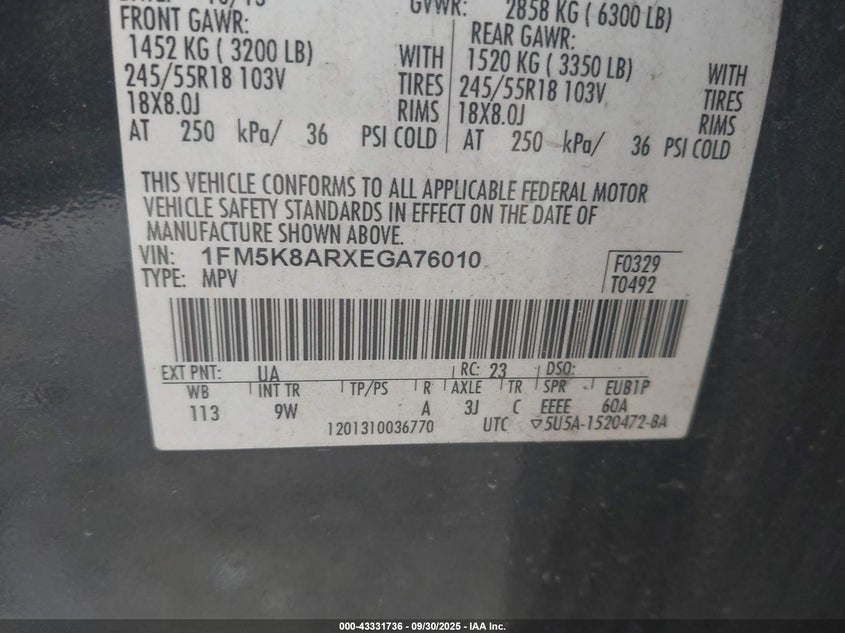 GVWR: 2858 KG ( 6300 LB)
FRONT GAWR: REAR GAWR:
1452 KG ( 3200 LB) WITH 1520 KG ( 3350 LB) WITH
245/55R18 103V TIRES 245/55R18 103V TIRES
18X8.0J RIMS 18X8.0J RIMS
AT 250 kPa/ 36 PSI COLD AT 250 kPa/ 36 PSI COLD
THIS VEHICLE CONFORMS TO ALL APPLICABLE FEDERAL MOTOR
VEHICLE SAFETY STANDARDS IN EFFECT ON THE DATE OF
MANUFACTURE SHOWN ABOVE.
VIN: 1FM5K8ARXEGA76010 F0329
TYPE: MPV T0492
EXT PNT: UA RC: 23 DSO:
WB INT TR TP/PS R AXLE TR SPR EUB1P
113 9W A 3J C EEEE 60A
1201310036770 UTC ▽5U5A-1520472-BA
000-43331736 - 09/30/2025 - IAA Inc.